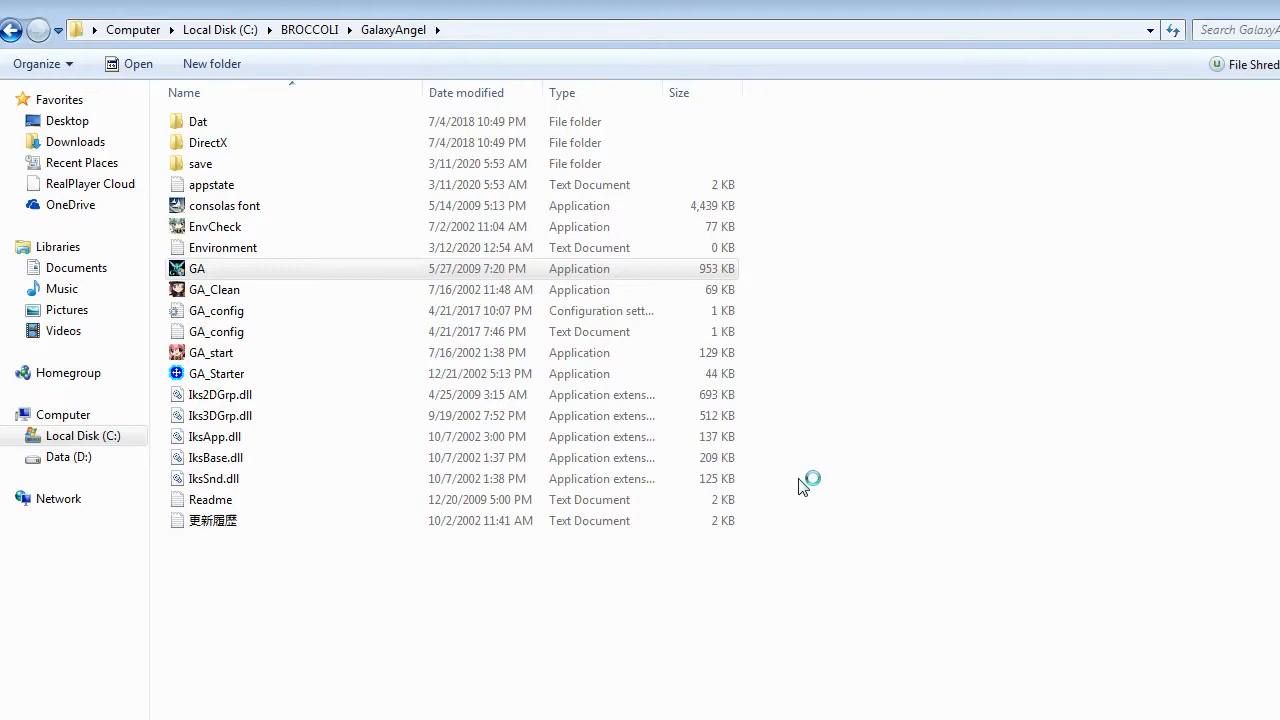 Computer Local Disk (C:) BROCCOLI GalaxyAngel Search GalaxyA
Organize Open New folder File Shred
Name Date modified Type Size
Favorites
Desktop
Downloads
Recent Places
RealPlayer Cloud
OneDrive
Libraries
Documents
Music
Pictures
Videos
Homegroup
Computer
Local Disk (C:)
Data (D:)
Network
Dat 7/4/2018 10:49 PM File folder
DirectX 7/4/2018 10:49 PM File folder
save 3/11/2020 5:53 AM File folder
appstate 3/11/2020 5:53 AM Text Document 2 KB
consolas font 5/14/2009 5:13 PM Application 4,439 KB
EnvCheck 7/2/2002 11:04 AM Application 77 KB
Environment 3/12/2020 12:54 AM Text Document 0 KB
GA 5/27/2009 7:20 PM Application 953 KB
GA_Clean 7/16/2002 11:48 AM Application 69 KB
GA_config 4/21/2017 10:07 PM Configuration sett... 1 KB
GA_config 4/21/2017 7:46 PM Text Document 1 KB
GA_start 7/16/2002 1:38 PM Application 129 KB
GA_Starter 12/21/2002 5:13 PM Application 44 KB
Iks2DGrp.dll 4/25/2009 3:15 AM Application extens... 693 KB
Iks3DGrp.dll 9/19/2002 7:52 PM Application extens... 512 KB
IksApp.dll 10/7/2002 3:00 PM Application extens... 137 KB
IksBase.dll 10/7/2002 1:37 PM Application extens... 209 KB
IksSnd.dll 10/7/2002 1:38 PM Application extens... 125 KB
Readme 12/20/2009 5:00 PM Text Document 2 KB
更新履歴 10/2/2002 11:41 AM Text Document 2 KB